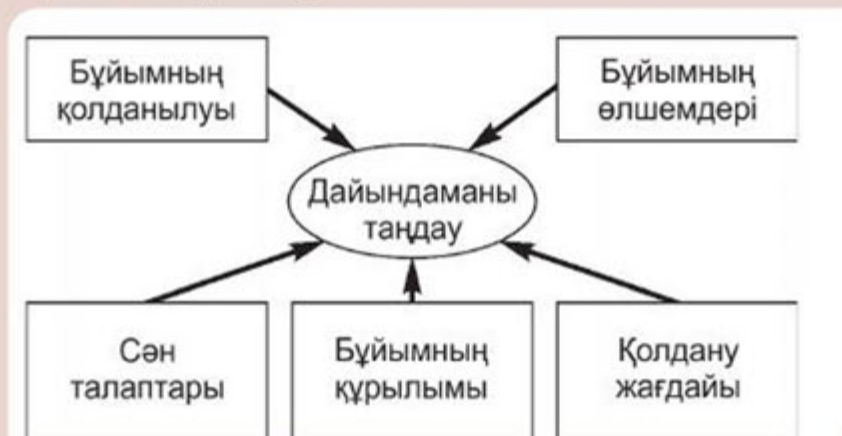 Бұйымның
қолданылуы
Бұйымның
өлшемдері
Дайындаманы
таңдау
Сән
талаптары
Бұйымның
құрылымы
Қолдану
жағдайы